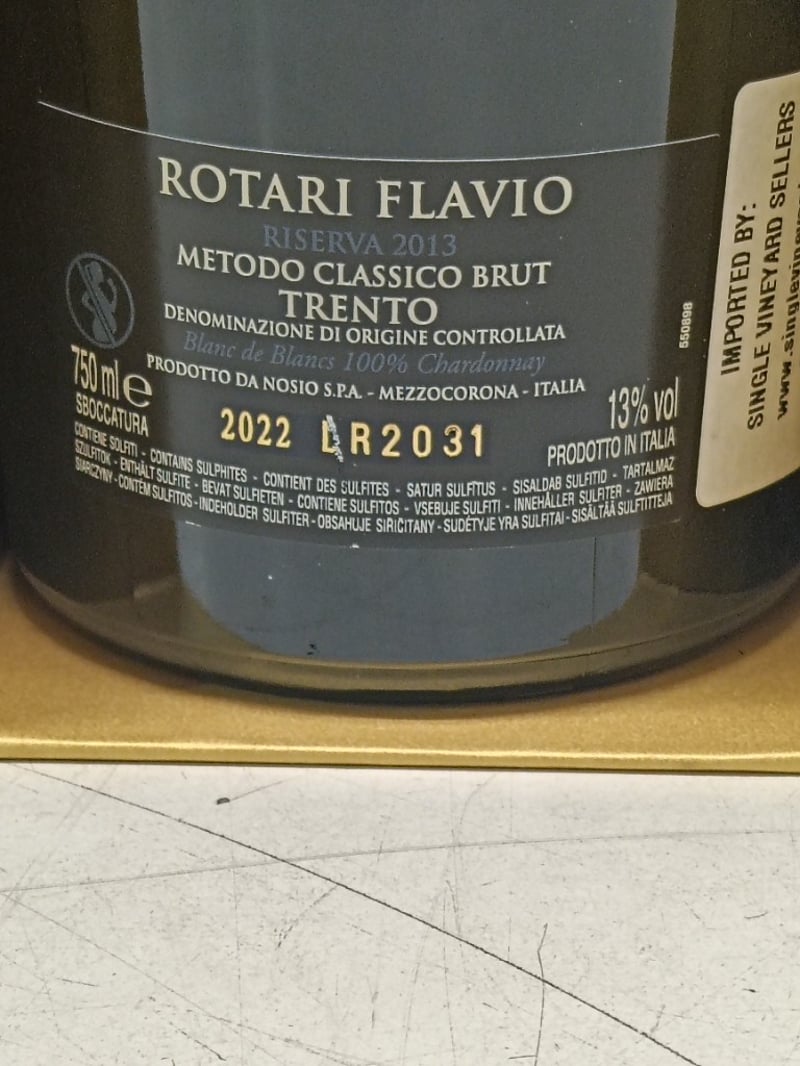 ROTARI FLAVIO
RISERVA 2013
METODO CLASSICO BRUT
TRENTO
DENOMINAZIONE DI ORIGINE CONTROLLATA
Blanc de Blancs 100% Chardonnay
PRODOTTO DA NOSIO S.P.A. - MEZZOCORONA - ITALIA
750 ml e
SBOCCATURA
2022 LR2031
13% vol
PRODOTTO IN ITALIA
CONTIENE SOLFITI - CONTAINS SULPHITES - CONTIENT DES SULFITES - SATUR SULFĪTUS - SISALDAB SULFITID - TARTALMAZ
SZULFITOK - ENTHÄLT SULFITE - BEVAT SULFIETEN - CONTIENE SULFITOS - VSEBUJE SULFITI - INNEHÅLLER SULFITER - ZAWIERA
SIARCZYNY - CONTÉM SULFITOS - INDEHOLDER SULFITER - OBSAHUJE SIŘIČITANY - SUDĖTYJE YRA SULFITAI - SISÄLTÄÄ SULFIITTEJA
550898
IMPORTED BY:
SINGLE VINEYARD SELLERS